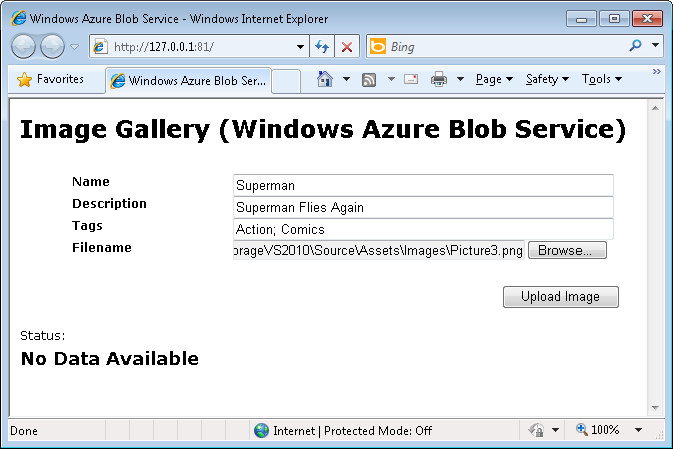 Windows Azure Blob Service - Windows Internet Explorer
http://127.0.0.1:81/
Bing
Favorites
Windows Azure Blob Ser...
Page
Safety
Tools
»
Image Gallery (Windows Azure Blob Service)
Name Superman
Description Superman Flies Again
Tags Action; Comics
Filename orageVS2010\Source\Assets\Images\Picture3.png Browse...
Upload Image
Status:
No Data Available
Done Internet | Protected Mode: Off 100%